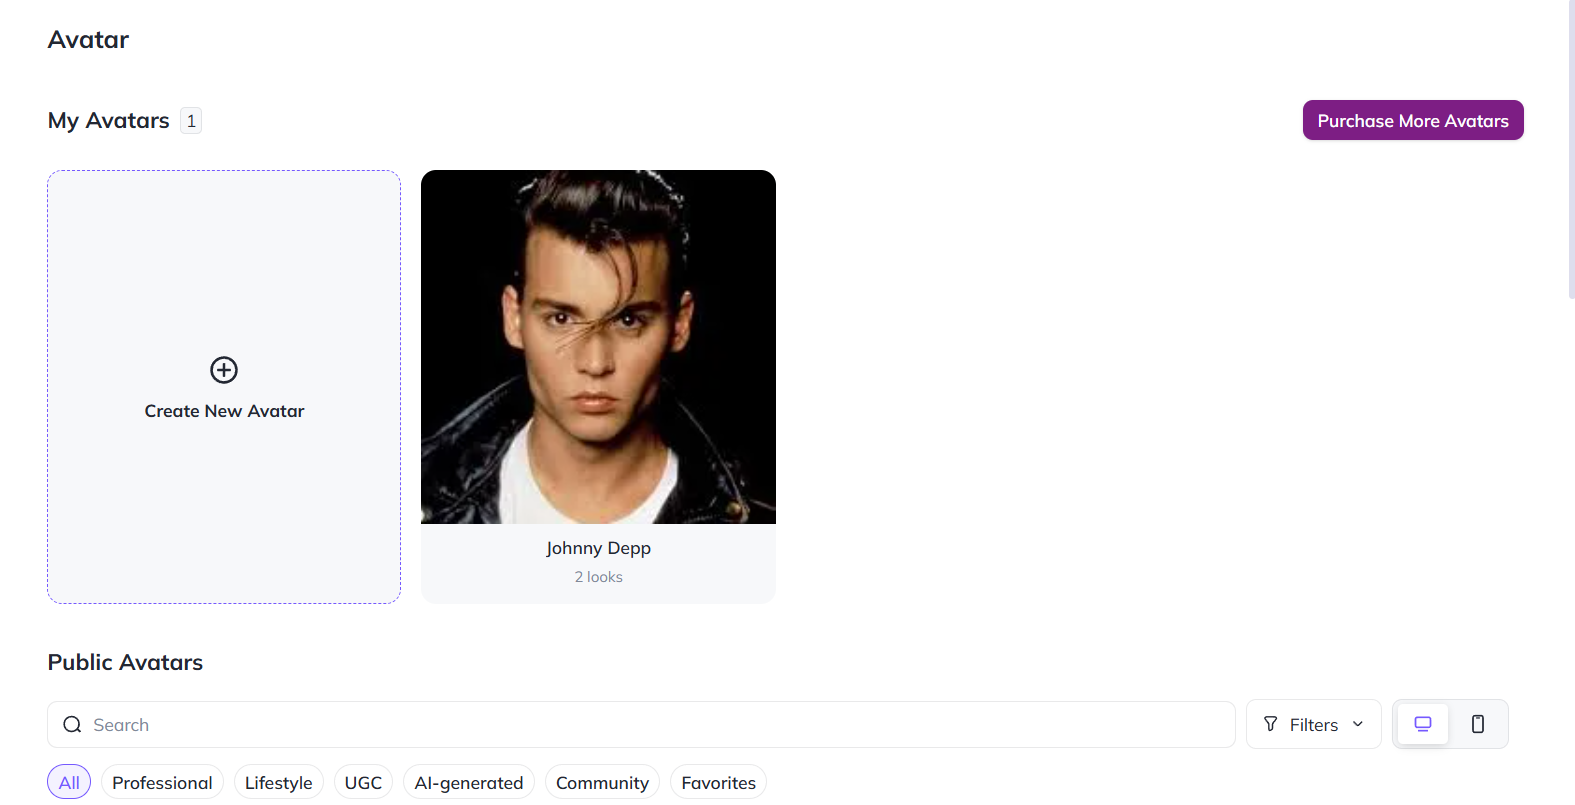 Avatar
My Avatars 1
Purchase More Avatars
Create New Avatar
Johnny Depp
2 looks
Public Avatars
Search
Filters
All Professional Lifestyle UGC AI-generated Community Favorites